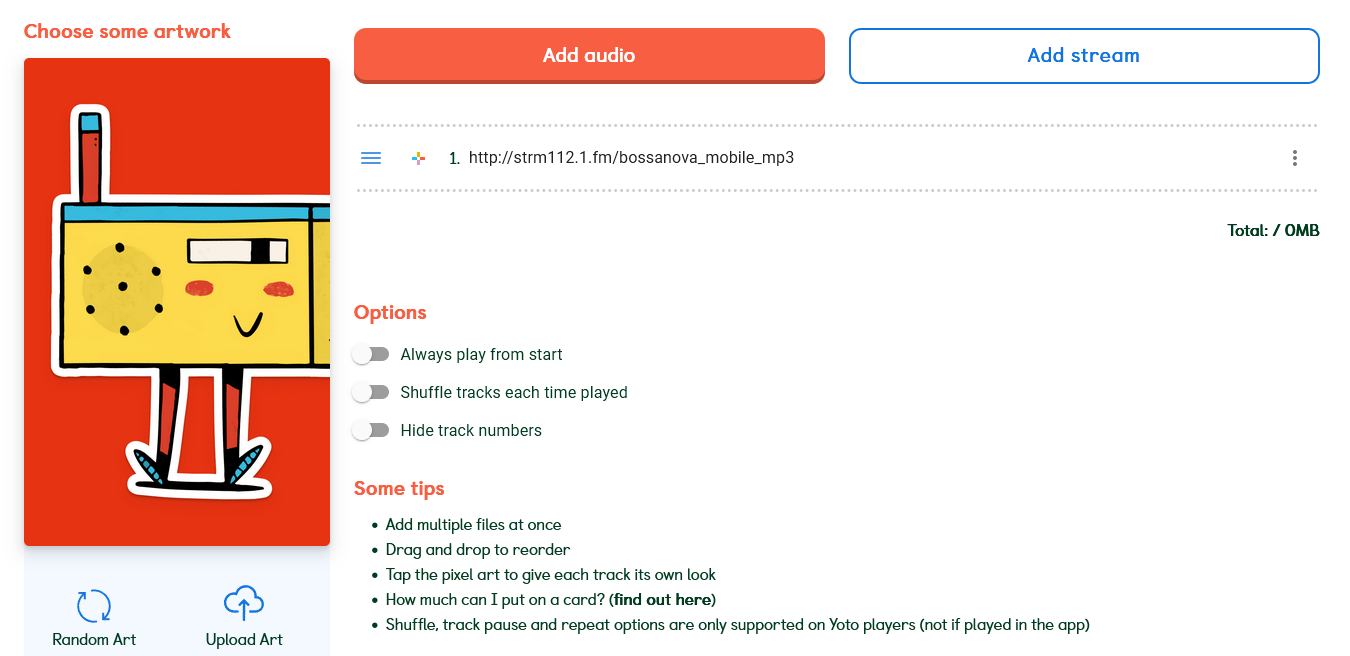 Choose some artwork
Add audio
Add stream
1. http://strm112.1.fm/bossanova_mobile_mp3
Total: / 0MB
Options
Always play from start
Shuffle tracks each time played
Hide track numbers
Some tips
• Add multiple files at once
• Drag and drop to reorder
• Tap the pixel art to give each track its own look
• How much can I put on a card? (find out here)
• Shuffle, track pause and repeat options are only supported on Yoto players (not if played in the app)
Random Art
Upload Art